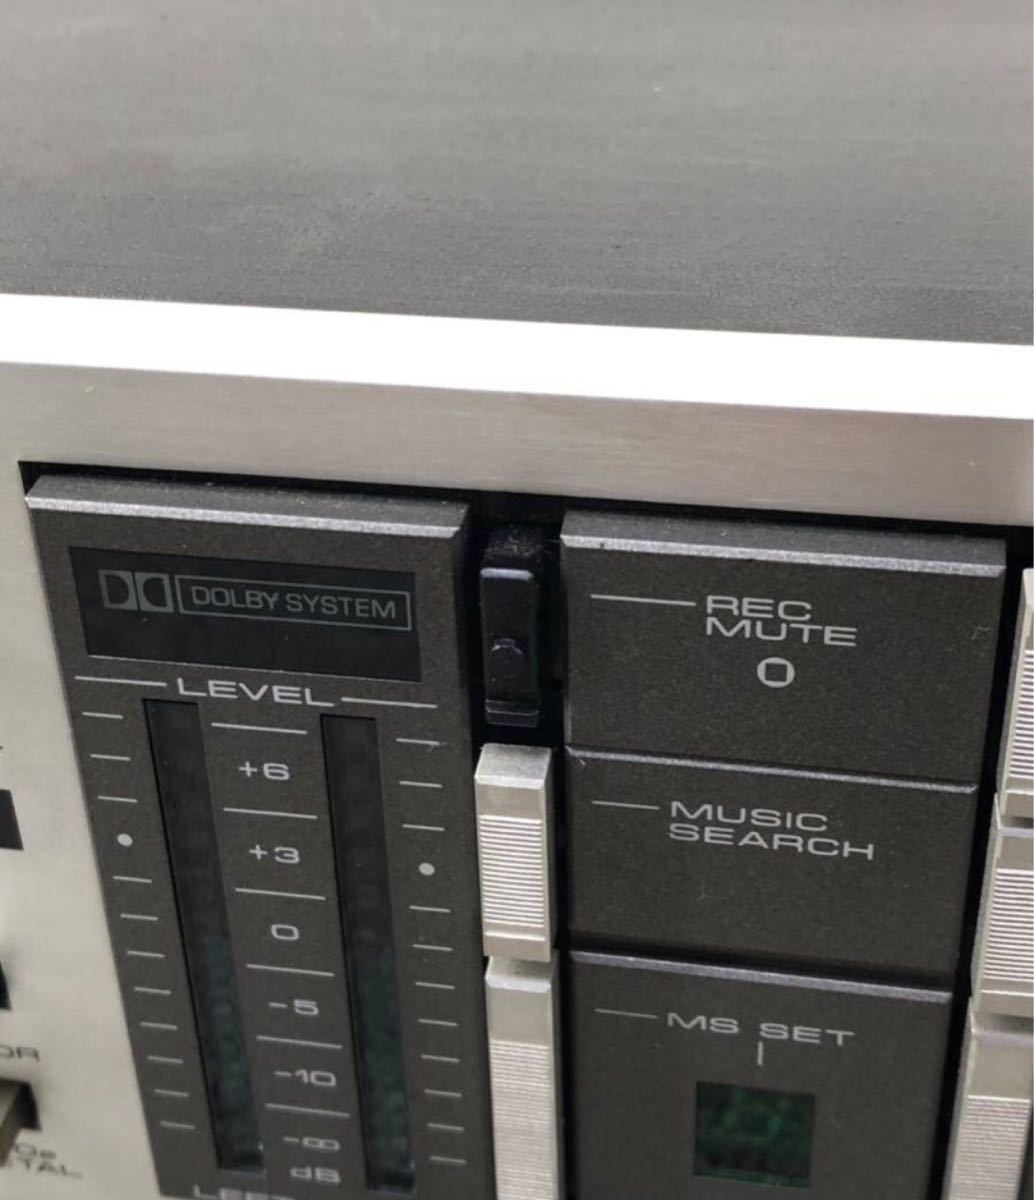 DOLBY SYSTEM
LEVEL
+6
+3
0
-5
-10
-∞
dB
REC
MUTE
0
MUSIC
SEARCH
MS SET